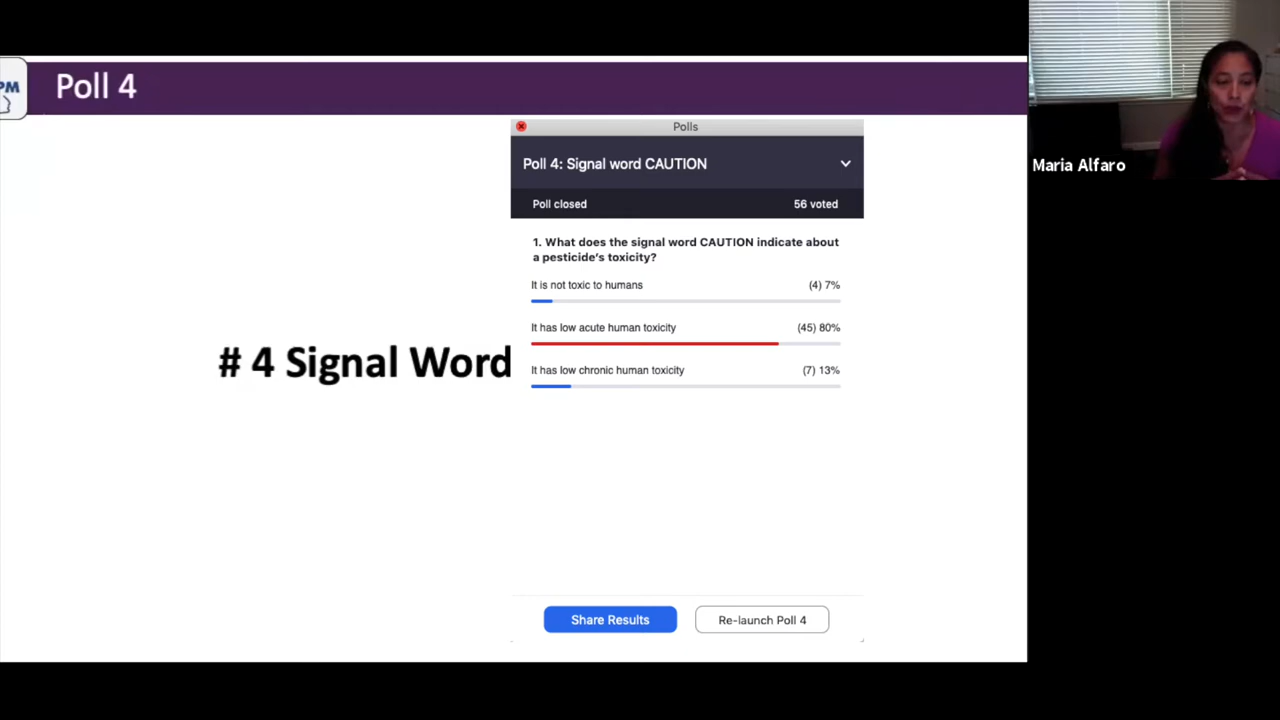 PM
Poll 4
Polls
Poll 4: Signal word CAUTION
Poll closed 56 voted
1. What does the signal word CAUTION indicate about
a pesticide's toxicity?
It is not toxic to humans (4) 7%
It has low acute human toxicity (45) 80%
# 4 Signal Word
It has low chronic human toxicity (7) 13%
Share Results Re-launch Poll 4
Maria Alfaro